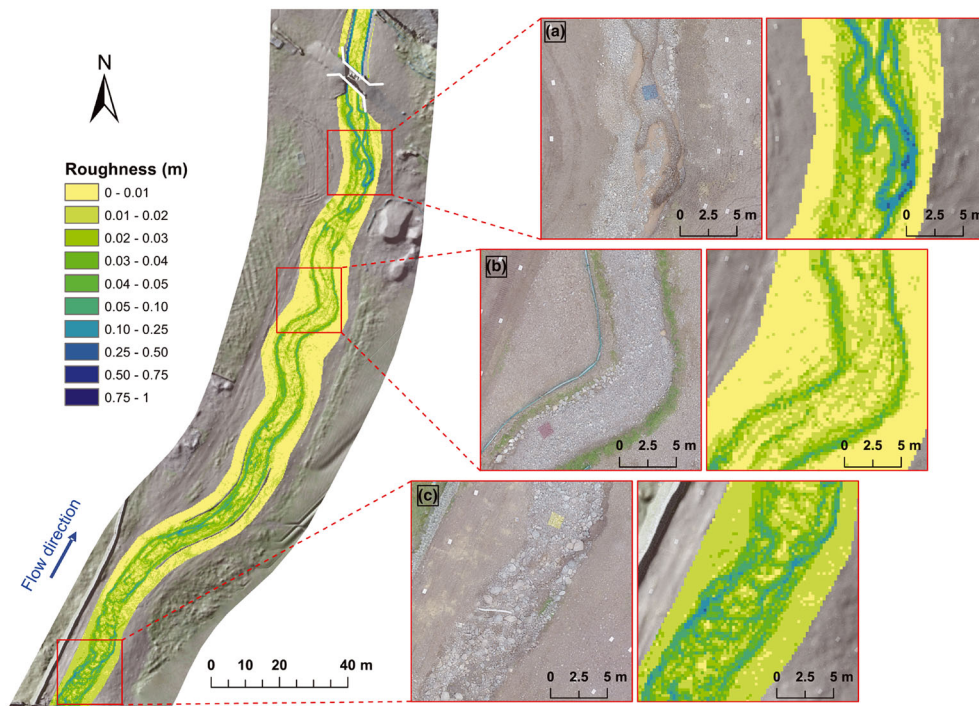 N
Roughness (m)
0 - 0.01
0.01 - 0.02
0.02 - 0.03
0.03 - 0.04
0.04 - 0.05
0.05 - 0.10
0.10 - 0.25
0.25 - 0.50
0.50 - 0.75
0.75 - 1
Flow direction
0 10 20 40 m
(a)
0 2.5 5 m
0 2.5 5 m
(b)
0 2.5 5 m
0 2.5 5 m
(c)
0 2.5 5 m
0 2.5 5 m